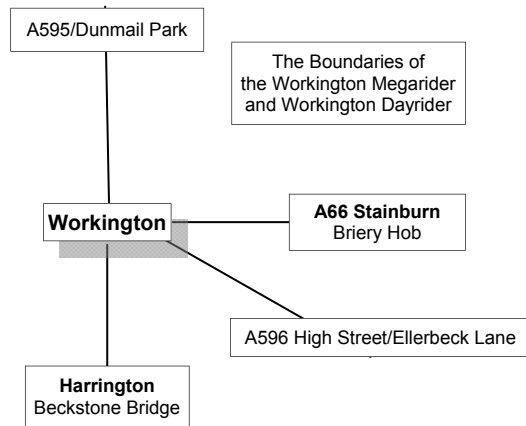 A595/Dunmail Park
The Boundaries of
the Workington Megarider
and Workington Dayrider
Workington
A66 Stainburn
Briery Hob
A596 High Street/Ellerbeck Lane
Harrington
Beckstone Bridge